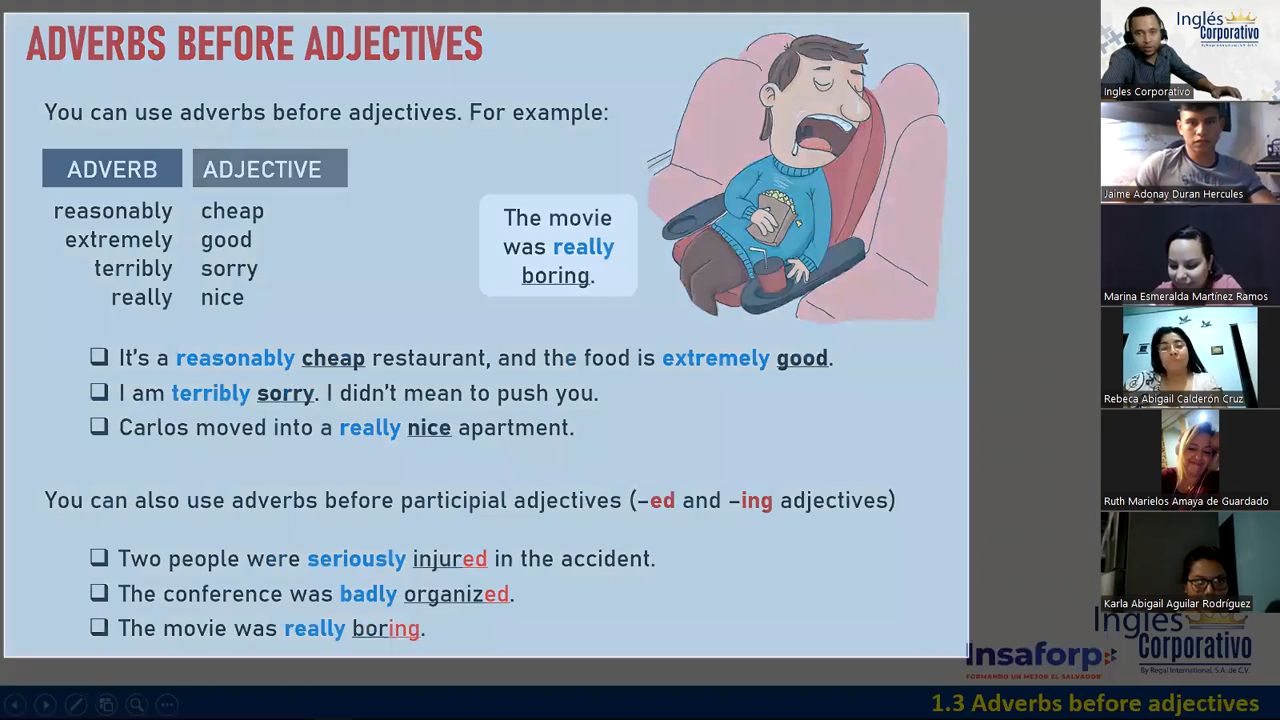 ADVERBS BEFORE ADJECTIVES
You can use adverbs before adjectives. For example:
ADVERB ADJECTIVE
reasonably cheap
extremely good
terribly sorry
really nice
The movie
was really
boring.
❑ It's a reasonably cheap restaurant, and the food is extremely good.
❑ I am terribly sorry. I didn't mean to push you.
❑ Carlos moved into a really nice apartment.
You can also use adverbs before participial adjectives (–ed and –ing adjectives)
❑ Two people were seriously injured in the accident.
❑ The conference was badly organized.
❑ The movie was really boring.
Inglés
Corporativo
By Regal International, S.A. de C.V.
Ingles Corporativo
Jaime Adonay Duran Hercules
Marina Esmeralda Martínez Ramos
Rebeca Abigail Calderón Cruz
Ruth Marielos Amaya de Guardado
Karla Abigail Aguilar Rodríguez
Inglés
Corporativo
By Regal International, S.A. de C.V.
Insaforp
FORMANDO UN MEJOR EL SALVADOR
1.3 Adverbs before adjectives